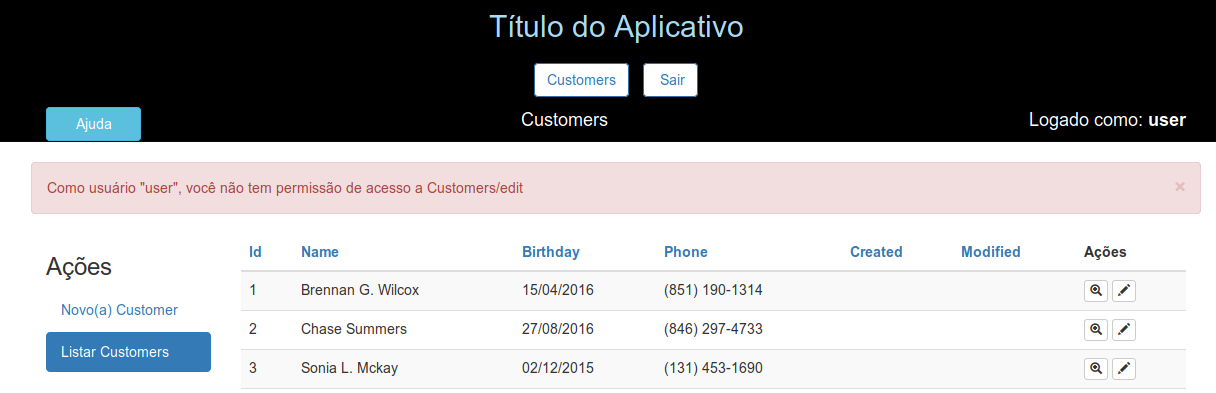 Título do Aplicativo
Customers Sair
Ajuda Customers Logado como: user
Como usuário "user", você não tem permissão de acesso a Customers/edit ×
Ações
Novo(a) Customer
Listar Customers
Id Name Birthday Phone Created Modified Ações
1 Brennan G. Wilcox 15/04/2016 (851) 190-1314
2 Chase Summers 27/08/2016 (846) 297-4733
3 Sonia L. Mckay 02/12/2015 (131) 453-1690